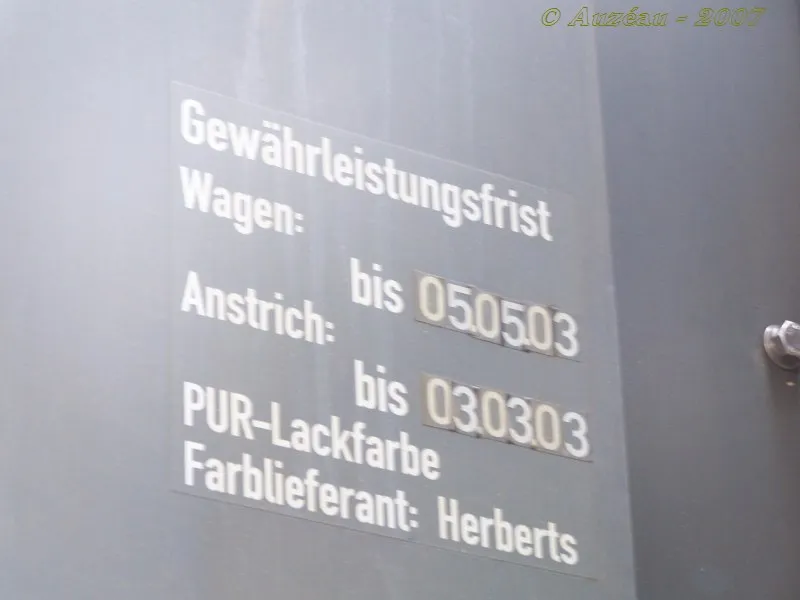 © Auzéau - 2007
Gewährleistungsfrist
Wagen:
bis 05.05.03
Anstrich:
bis 03.03.03
PUR-Lackfarbe
Farblieferant: Herberts